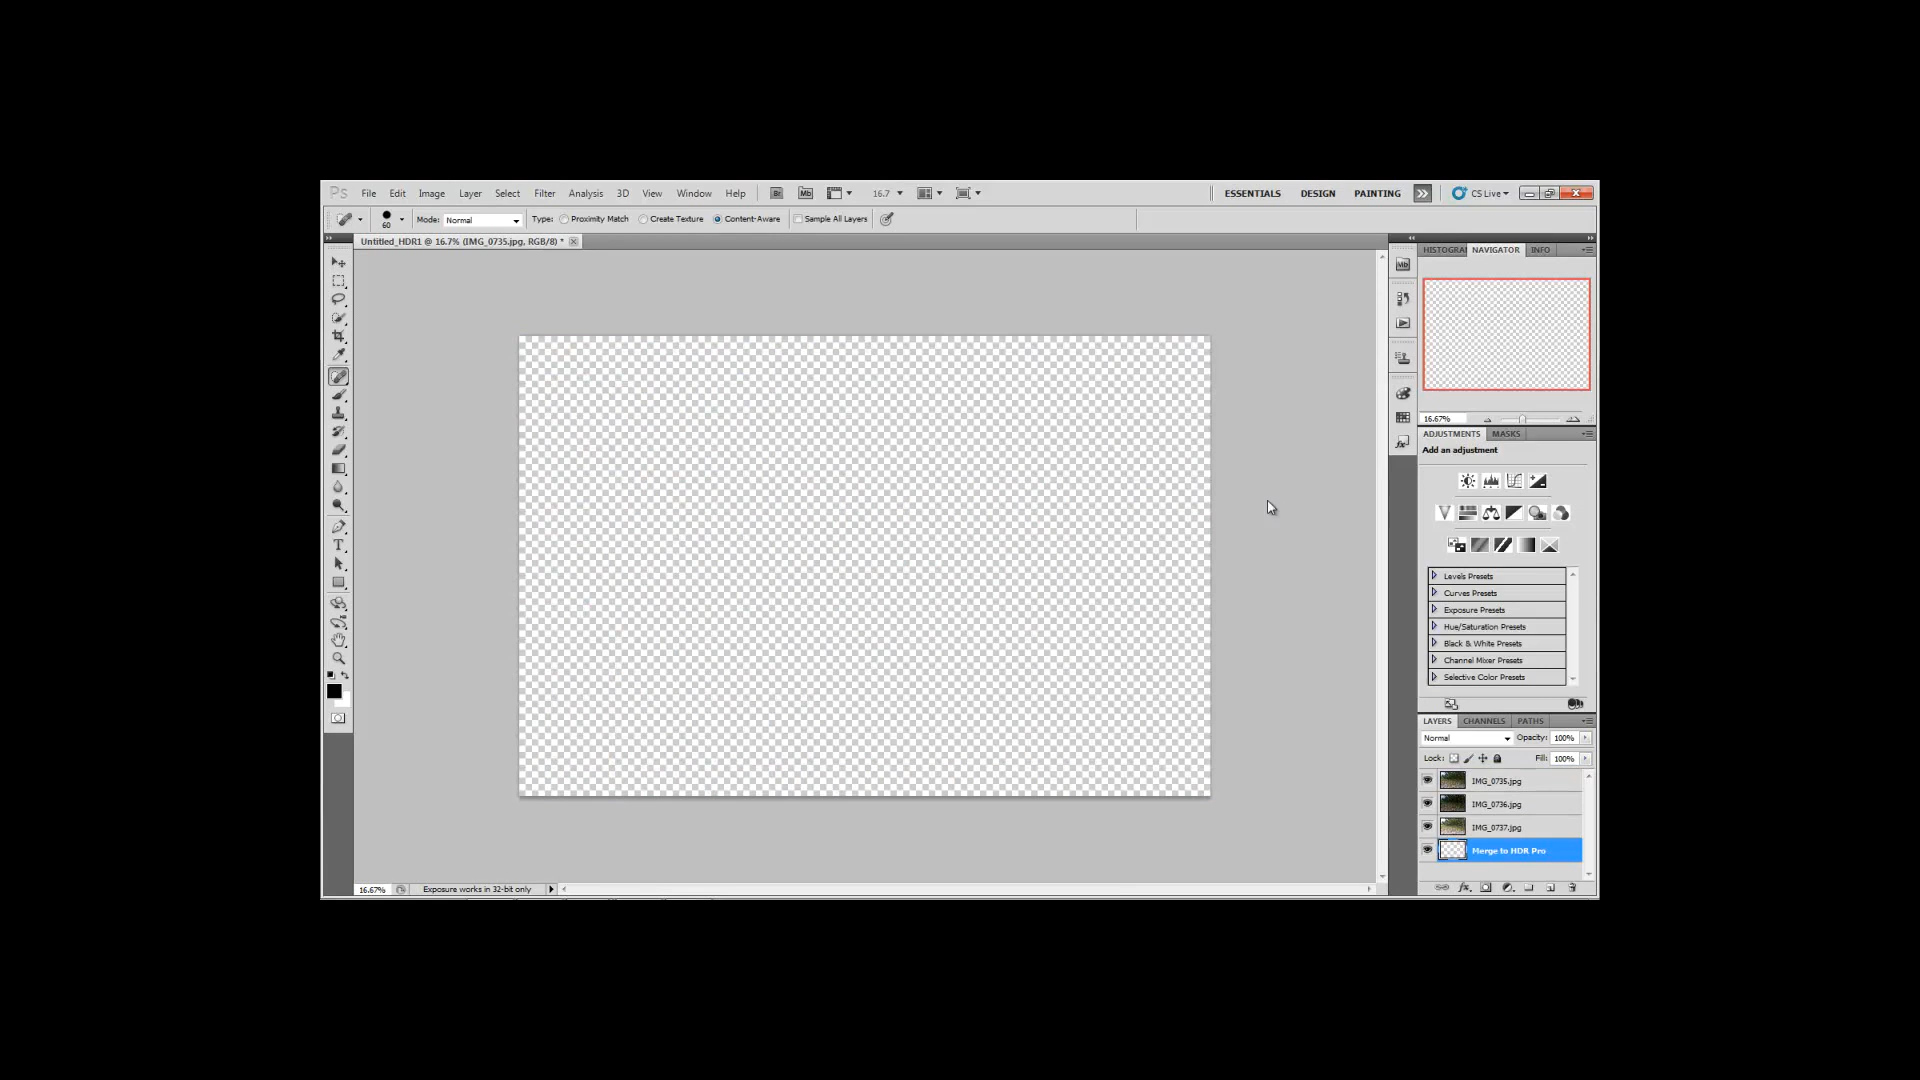 Ps File Edit Image Layer Select Filter Analysis 3D View Window Help Br Mb 16.7 ESSENTIALS DESIGN PAINTING CS Live
60 Mode: Normal Type: Proximity Match Create Texture Content-Aware Sample All Layers
Untitled_HDR1 @ 16.7% (IMG_0735.jpg, RGB/8) *
HISTOGRAM NAVIGATOR INFO
Mb
16.67%
ADJUSTMENTS MASKS
Add an adjustment
Levels Presets
Curves Presets
Exposure Presets
Hue/Saturation Presets
Black & White Presets
Channel Mixer Presets
Selective Color Presets
LAYERS CHANNELS PATHS
Normal Opacity: 100%
Lock: Fill: 100%
IMG_0735.jpg
IMG_0736.jpg
IMG_0737.jpg
Merge to HDR Pro
16.67% Exposure works in 32-bit only